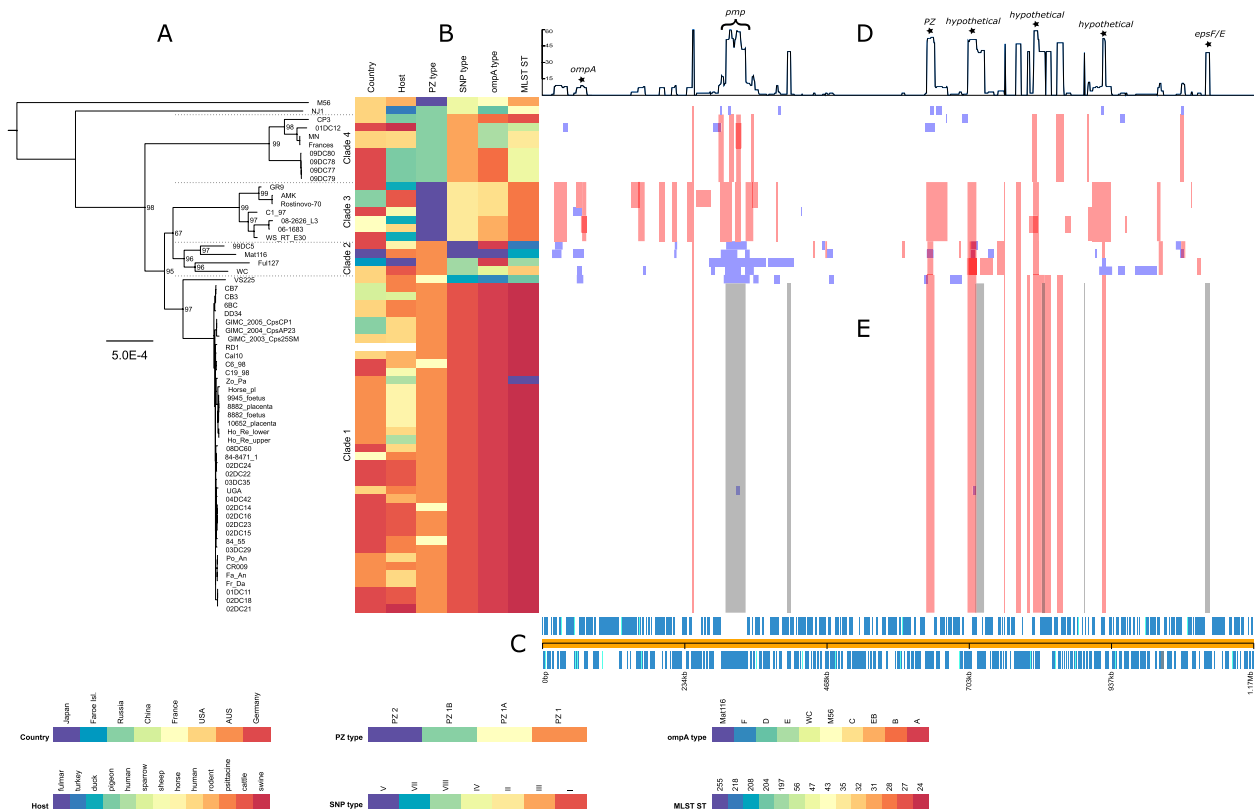 A
B
D
E
C
Country
Host
PZ type
SNP type
ompA type
MLST ST
60
45
30
15
ompA
pmp
PZ
hypothetical
hypothetical
hypothetical
epsF/E
M56
NJ1
CP3
01DC12
MN
Frances
09DC80
09DC78
09DC77
09DC79
GR9
AMK
Rostinovo-70
C1_97
08-2626_L3
06-1683
WS_RT_E30
99DC5
Mat116
Ful127
WC
VS225
CB7
CB3
6BC
DD34
GIMC_2005_CpsCP1
GIMC_2004_CpsAP23
GIMC_2003_Cps25SM
RD1
Cal10
C6_98
C19_98
Zo_Pa
Horse_pl
9945_foetus
8882_placenta
8882_foetus
10652_placenta
Ho_Re_lower
Ho_Re_upper
08DC60
84-8471_1
02DC24
02DC22
03DC35
UGA
04DC42
02DC14
02DC16
02DC23
02DC15
84_55
03DC29
Po_An
CR009
Fa_An
Fr_Da
01DC11
02DC18
02DC21
98
99
99
99
97
98
67
97
96
96
95
97
5.0E-4
Clade 4
Clade 3
Clade 2
Clade 1
0bp
234kb
468kb
703kb
937kb
1.17Mb
Country
Japan
Faroe Isl.
Russia
China
France
USA
AUS
Germany
Host
fulmar
turkey
duck
pigeon
human
sparrow
sheep
horse
human
rodent
psittacine
cattle
swine
PZ type
PZ 2
PZ 1B
PZ 1A
PZ 1
SNP type
V
VII
VIII
IV
II
III
I
ompA type
Mat116
F
D
E
WC
M56
C
EB
B
A
MLST ST
255
218
208
204
197
56
47
43
35
32
31
28
27
24